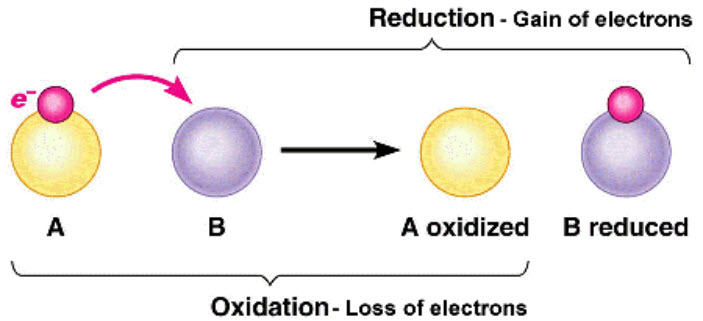 Reduction - Gain of electrons
e⁻
A B A oxidized B reduced
Oxidation - Loss of electrons